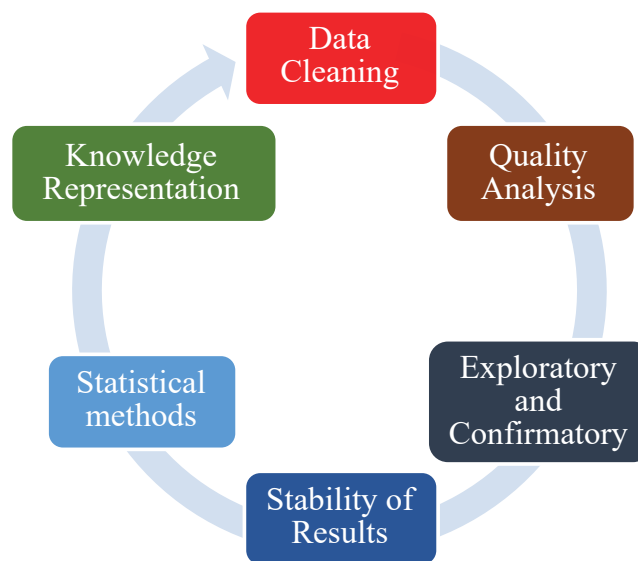 Data
Cleaning
Quality
Analysis
Exploratory
and
Confirmatory
Stability of
Results
Statistical
methods
Knowledge
Representation